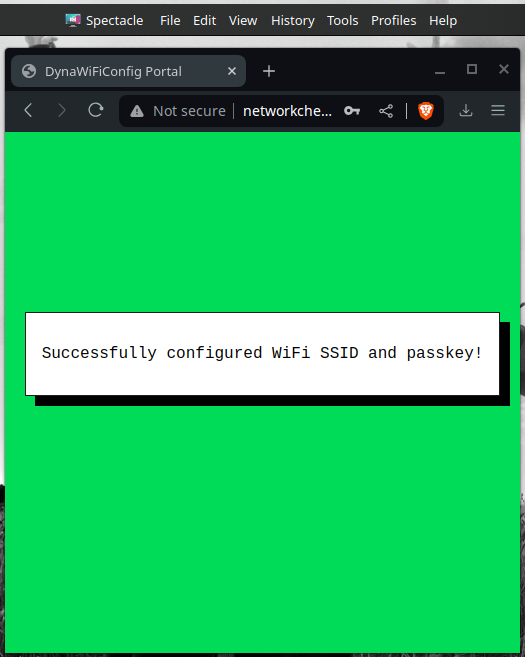 Spectacle File Edit View History Tools Profiles Help
DynaWiFiConfig Portal
Not secure networkche...
Successfully configured WiFi SSID and passkey!